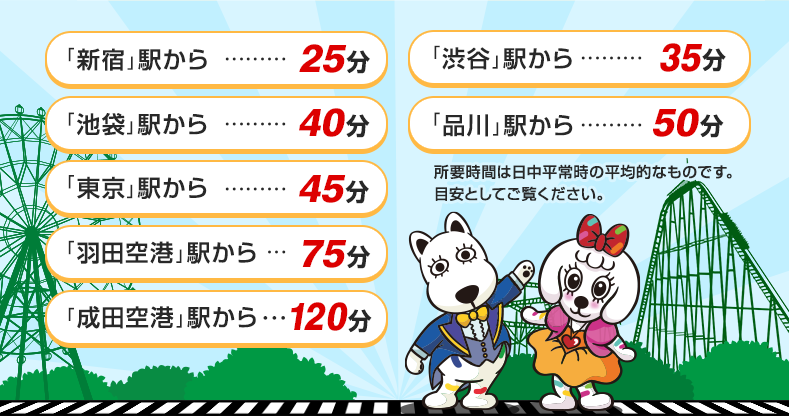 「新宿」駅から ……… 25分
「池袋」駅から ……… 40分
「東京」駅から ……… 45分
「羽田空港」駅から … 75分
「成田空港」駅から … 120分
「渋谷」駅から ……… 35分
「品川」駅から ……… 50分
所要時間は日中平常時の平均的なものです。
目安としてご覧ください。